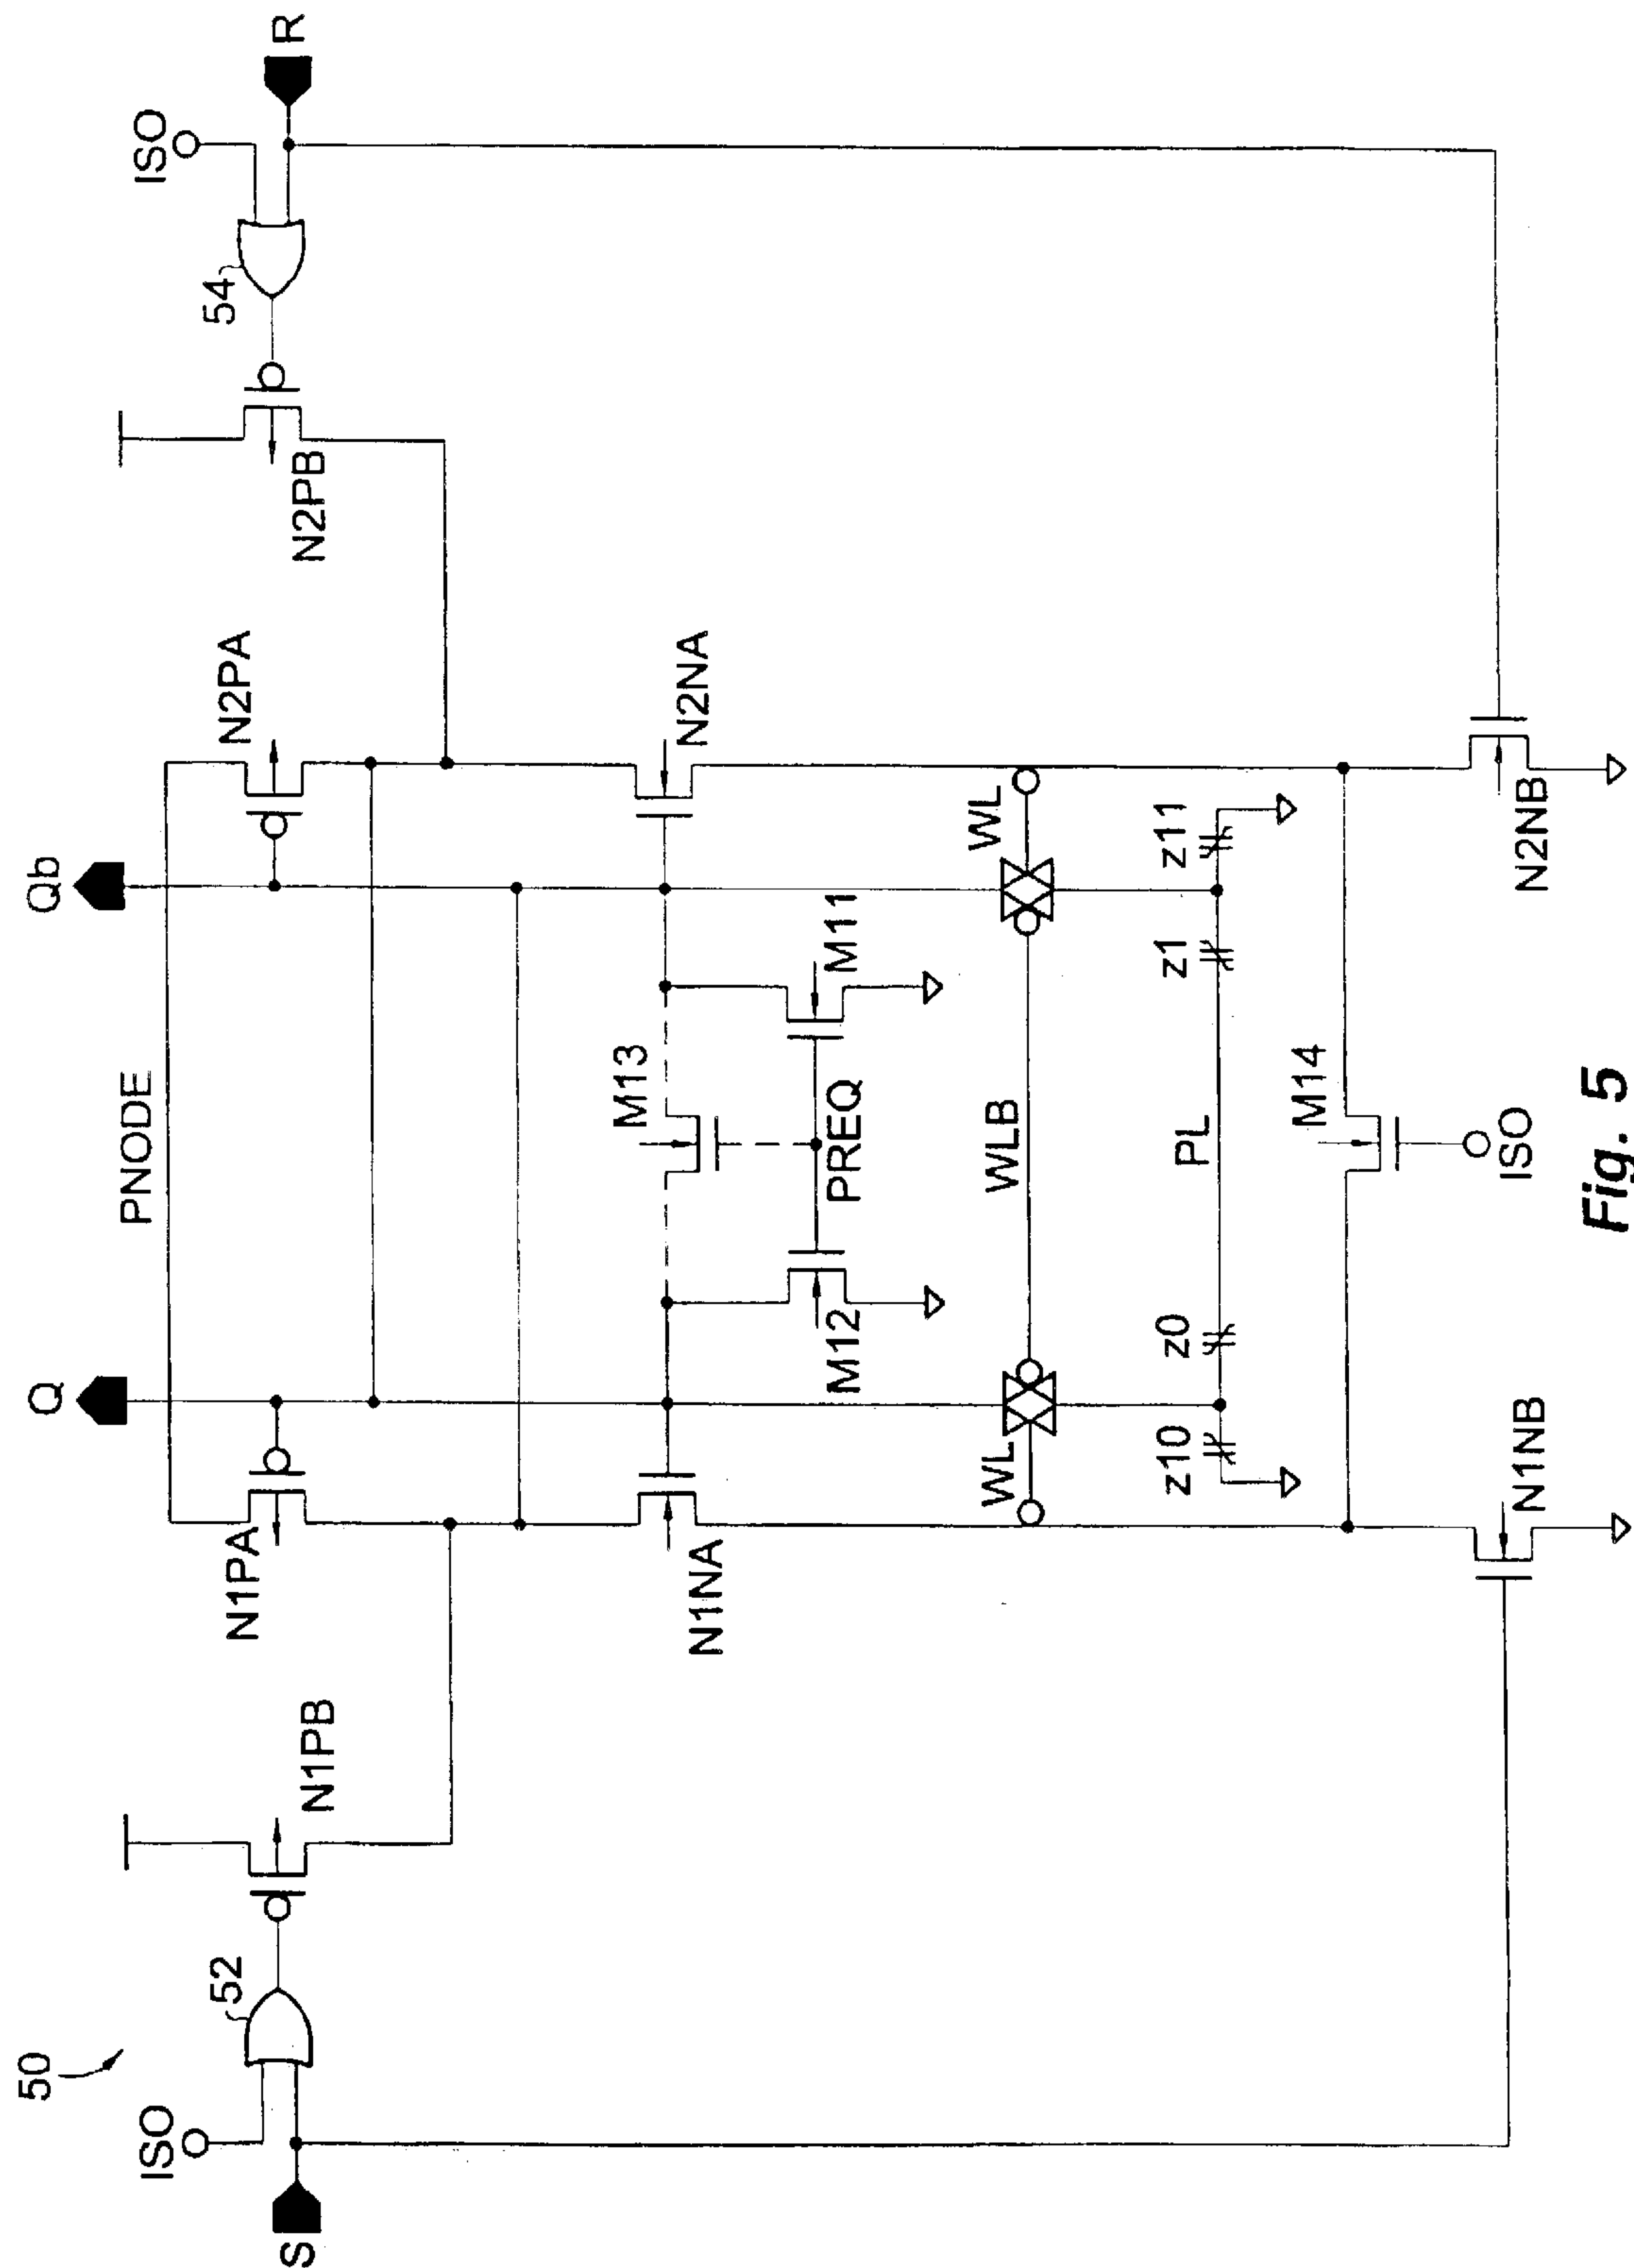 50
Q
Qb
PNODE
ISO
52
S
N1PB
N1PA
N2PA
N2PB
54
ISO
R
N1NA
M13
N2NA
M12
PREQ
M11
WL
WLB
WL
z10
z0
PL
z1
z11
M14
N1NB
ISO
N2NB
Fig. 5